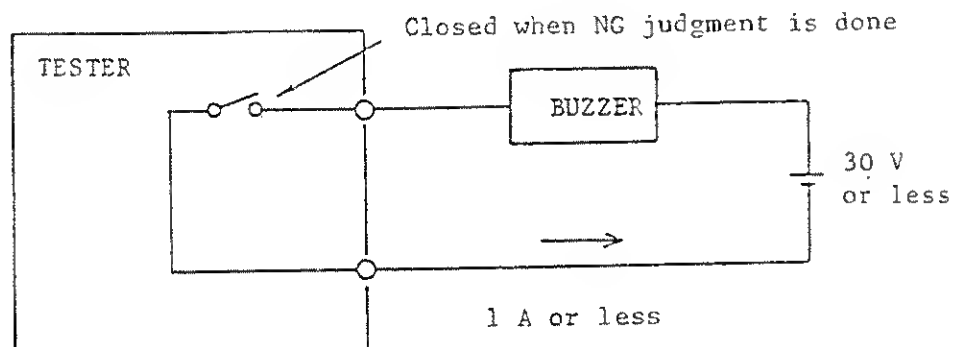 Closed when NG judgment is done
TESTER
BUZZER
30 V
or less
1 A or less